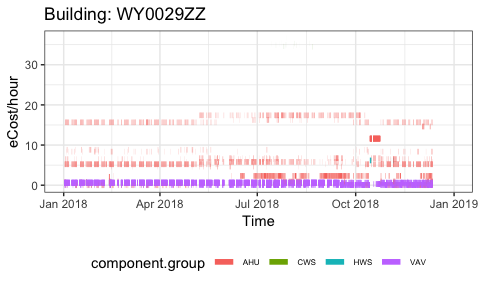 Building: WY0029ZZ
eCost/hour
30
20
10
0
Jan 2018 Apr 2018 Jul 2018 Oct 2018 Jan 2019
Time
component.group AHU CWS HWS VAV